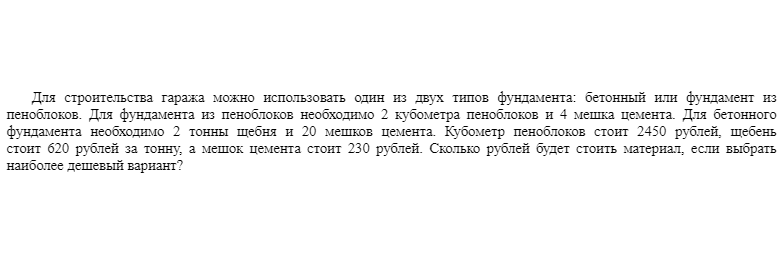 Для строительства гаража можно использовать один из двух типов фундамента: бетонный или фундамент из
пеноблоков. Для фундамента из пеноблоков необходимо 2 кубометра пеноблоков и 4 мешка цемента. Для бетонного
фундамента необходимо 2 тонны щебня и 20 мешков цемента. Кубометр пеноблоков стоит 2450 рублей, щебень
стоит 620 рублей за тонну, а мешок цемента стоит 230 рублей. Сколько рублей будет стоить материал, если выбрать
наиболее дешевый вариант?